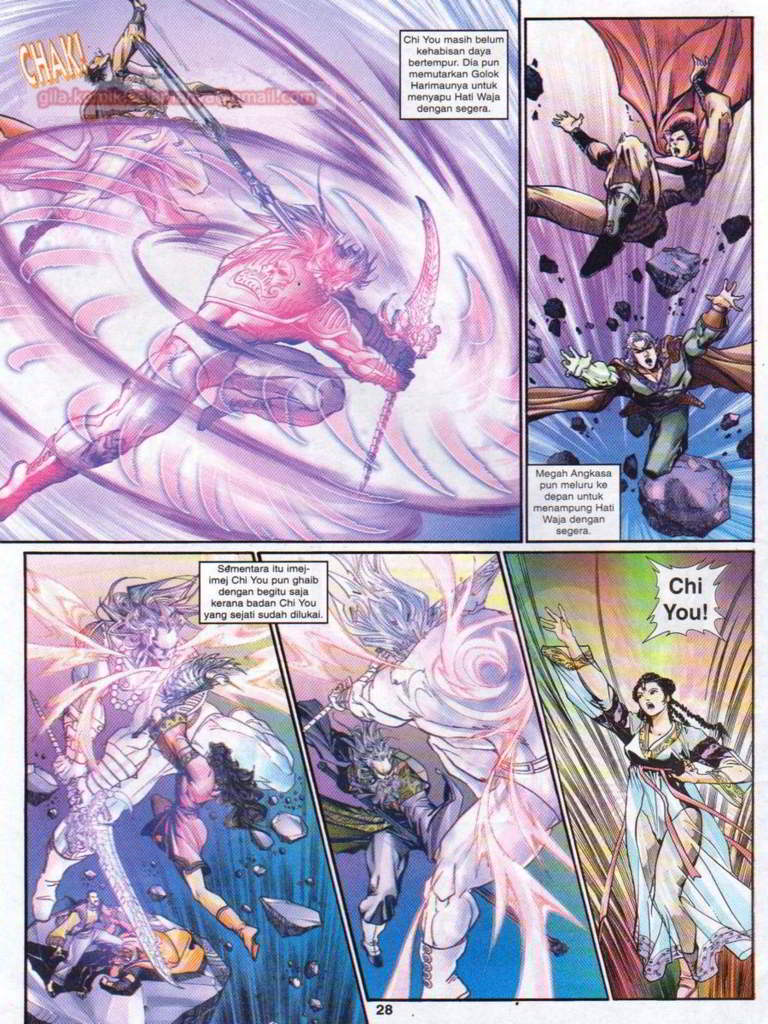 CHAK!
Chi You masih belum
kehabisan daya
bertempur. Dia pun
memutarkan Golok
Harimaunya untuk
menyapu Hati Waja
dengan segera.
Megah Angkasa
pun meluru ke
depan untuk
menampung Hati
Waja dengan
segera.
Sementara itu imej-
imej Chi You pun ghaib
dengan begitu saja
kerana badan Chi You
yang sejati sudah dilukai.
Chi
You!
28